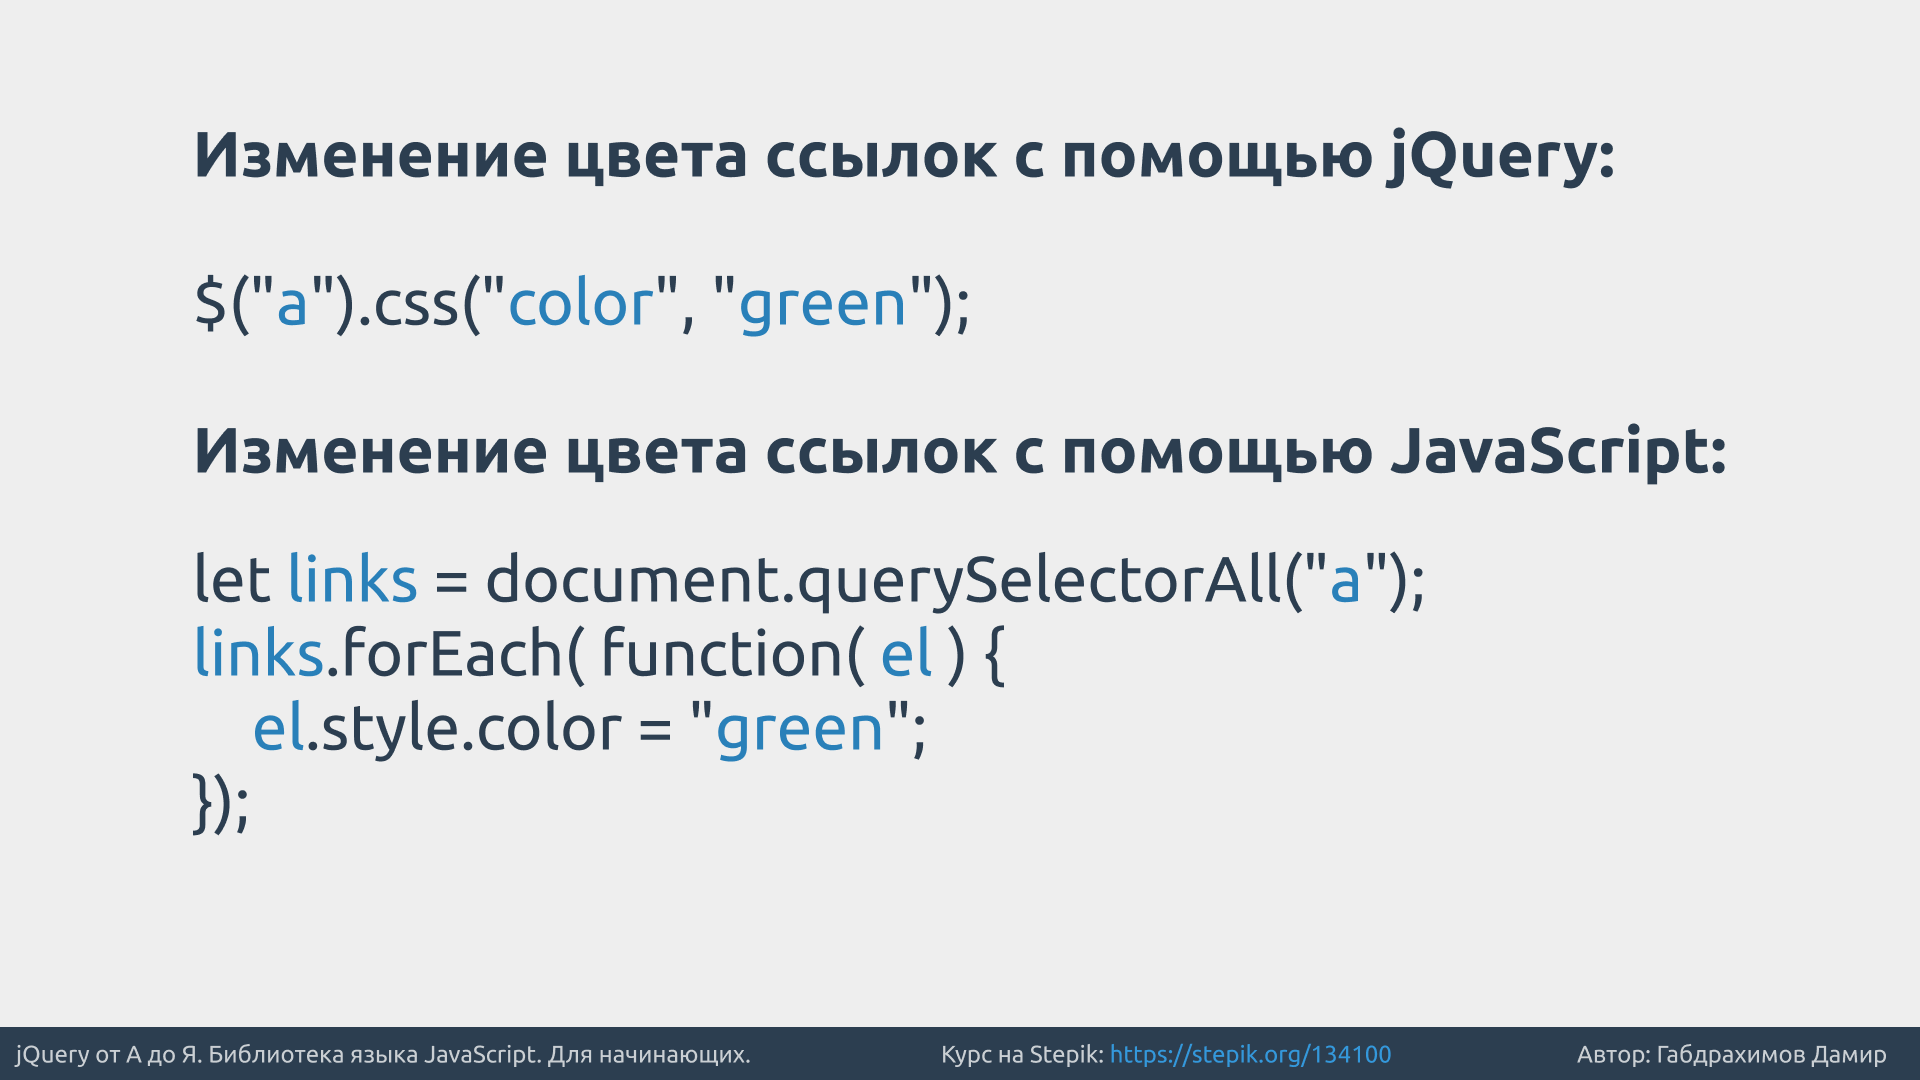 Изменение цвета ссылок с помощью jQuery:
$("a").css("color", "green");
Изменение цвета ссылок с помощью JavaScript:
let links = document.querySelectorAll("a");
links.forEach( function( el ) {
    el.style.color = "green";
});
jQuery от А до Я. Библиотека языка JavaScript. Для начинающих.
Курс на Stepik: https://stepik.org/134100
Автор: Габдрахимов Дамир